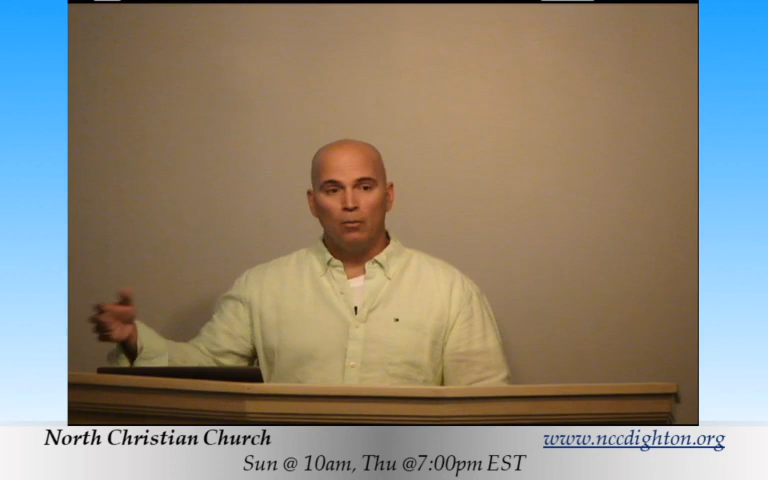 North Christian Church
www.nccdighton.org
Sun @ 10am, Thu @7:00pm EST